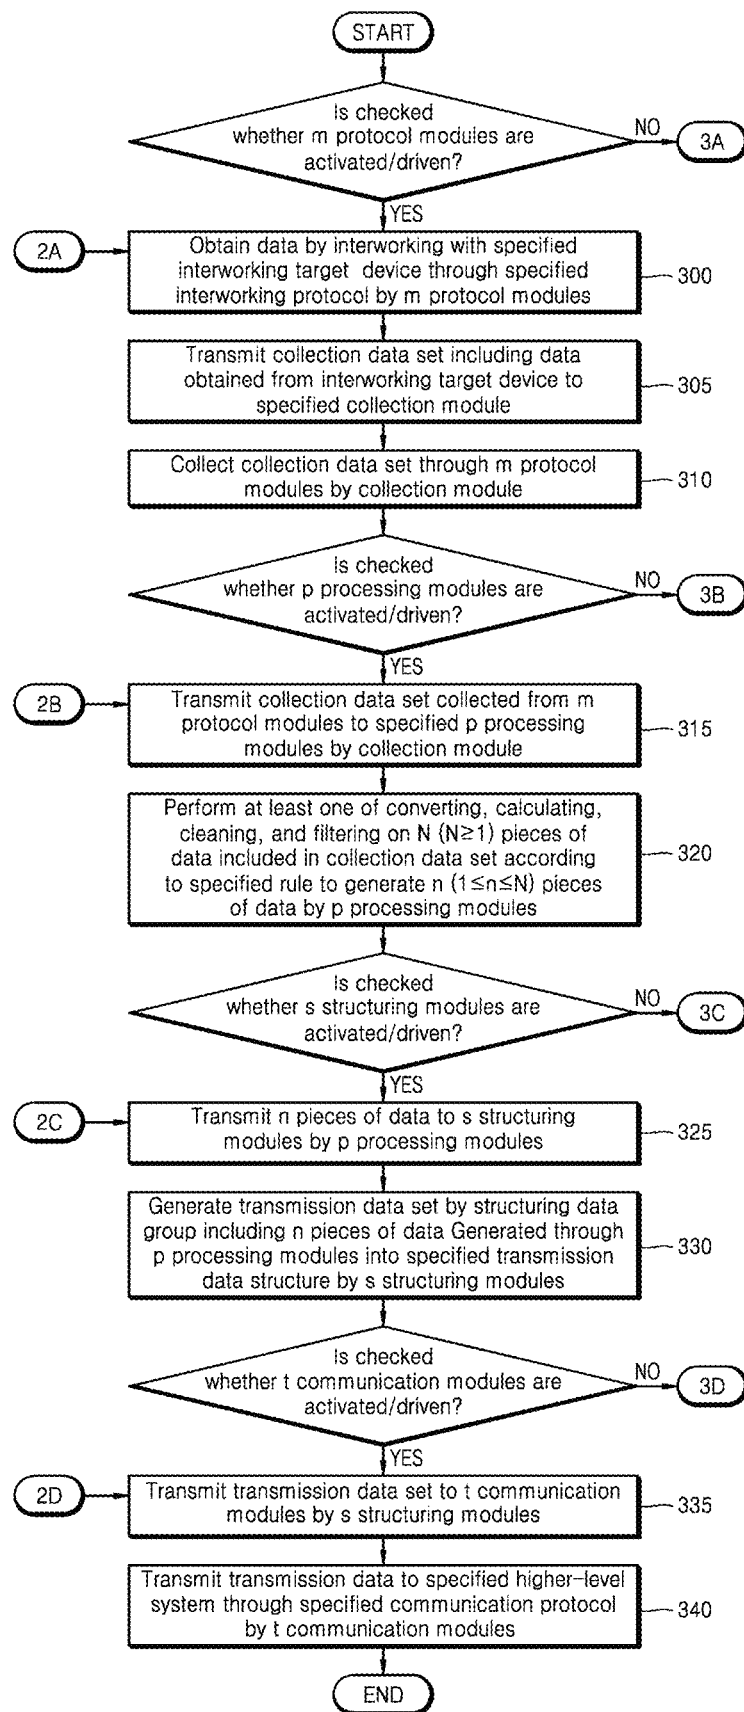 START
Is checked
whether m protocol modules are
activated/driven?
NO
3A
YES
2A
Obtain data by interworking with specified
interworking target device through specified
interworking protocol by m protocol modules
300
Transmit collection data set including data
obtained from interworking target device to
specified collection module
305
Collect collection data set through m protocol
modules by collection module
310
Is checked
whether p processing modules are
activated/driven?
NO
3B
YES
2B
Transmit collection data set collected from m
protocol modules to specified p processing
modules by collection module
315
Perform at least one of converting, calculating,
cleaning, and filtering on N (N≥1) pieces of
data included in collection data set according
to specified rule to generate n (1≤n≤N) pieces
of data by p processing modules
320
Is checked
whether s structuring modules are
activated/driven?
NO
3C
YES
2C
Transmit n pieces of data to s structuring
modules by p processing modules
325
Generate transmission data set by structuring data
group including n pieces of data Generated through
p processing modules into specified transmission
data structure by s structuring modules
330
Is checked
whether t communication modules are
activated/driven?
NO
3D
YES
2D
Transmit transmission data set to t communication
modules by s structuring modules
335
Transmit transmission data to specified higher-level
system through specified communication protocol
by t communication modules
340
END